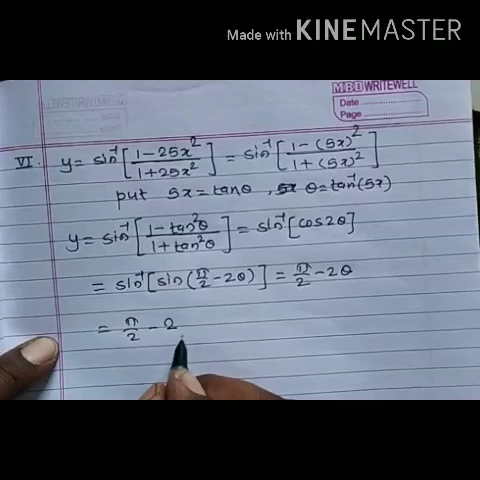 Made with KINEMASTER
MBD WRITEWELL
Date
Page
VI. y = sin⁻¹[(1-25x²)/(1+25x²)] = sin⁻¹[(1-(5x)²)/(1+(5x)²)]
put 5x = tanθ , 5x θ = tan⁻¹(5x)
y = sin⁻¹[(1-tan²θ)/(1+tan²θ)] = sin⁻¹[cos2θ]
= sin⁻¹[sin(π/2 - 2θ)] = π/2 - 2θ
= π/2 - 2